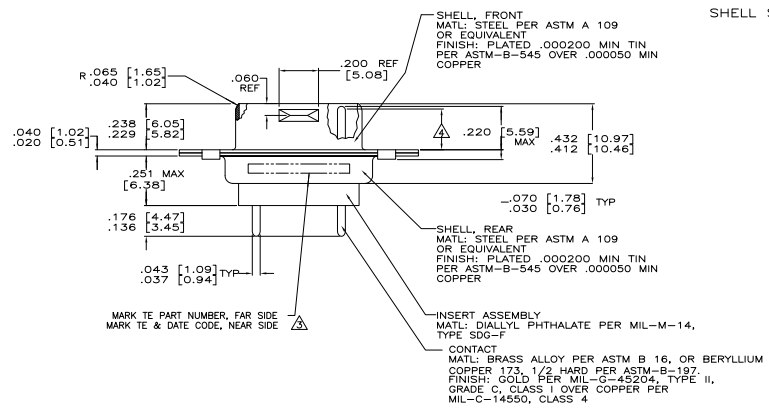 SHELL, FRONT
MATL: STEEL PER ASTM A 109
OR EQUIVALENT
FINISH: PLATED .000200 MIN TIN
PER ASTM-B-545 OVER .000050 MIN
COPPER
SHELL
.200 REF
[5.08]
.060
REF
R .065 [1.65]
.040 [1.02]
.238 [6.05]
.229 [5.82]
.040 [1.02]
.020 [0.51]
4
.220 [5.59]
MAX
.432 [10.97]
.412 [10.46]
.251 MAX
[6.38]
.070 [1.78] TYP
.030 [0.76]
.176 [4.47]
.136 [3.45]
SHELL, REAR
MATL: STEEL PER ASTM A 109
OR EQUIVALENT
FINISH: PLATED .000200 MIN TIN
PER ASTM-B-545 OVER .000050 MIN
COPPER
.043 [1.09] TYP
.037 [0.94]
MARK TE PART NUMBER, FAR SIDE
MARK TE & DATE CODE, NEAR SIDE 3
INSERT ASSEMBLY
MATL: DIALLYL PHTHALATE PER MIL-M-14,
TYPE SDG-F
CONTACT
MATL: BRASS ALLOY PER ASTM B 16, OR BERYLLIUM
COPPER 173, 1/2 HARD PER ASTM-B-197.
FINISH: GOLD PER MIL-G-45204, TYPE II,
GRADE C, CLASS I OVER COPPER PER
MIL-C-14550, CLASS 4